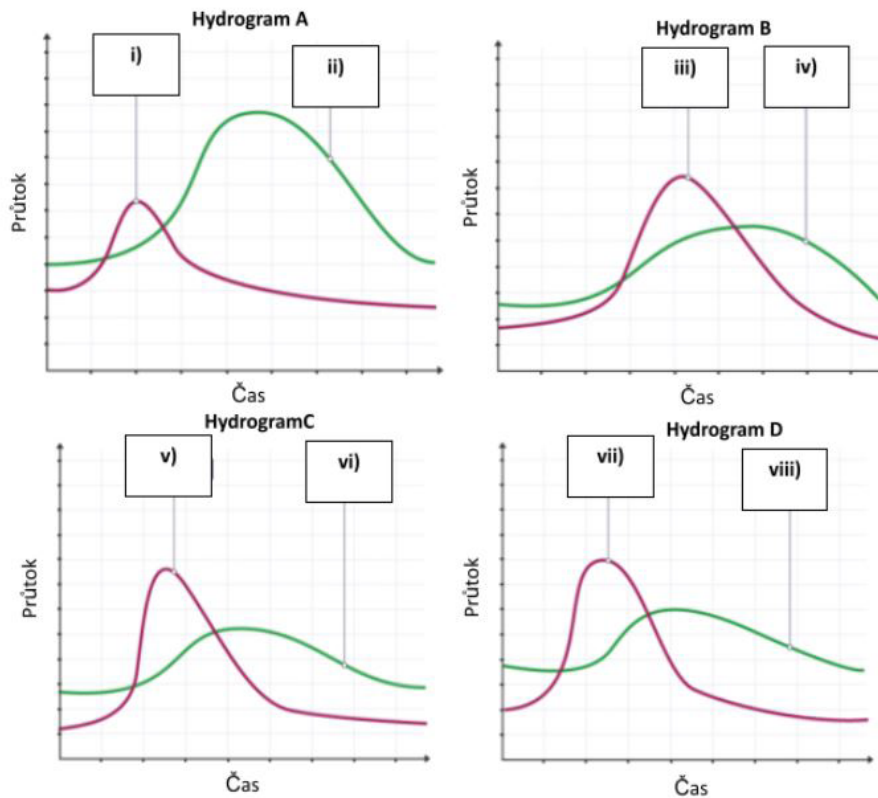 Hydrogram A
i)
ii)
Průtok
Čas
Hydrogram B
iii)
iv)
Průtok
Čas
HydrogramC
v)
vi)
Průtok
Čas
Hydrogram D
vii)
viii)
Průtok
Čas